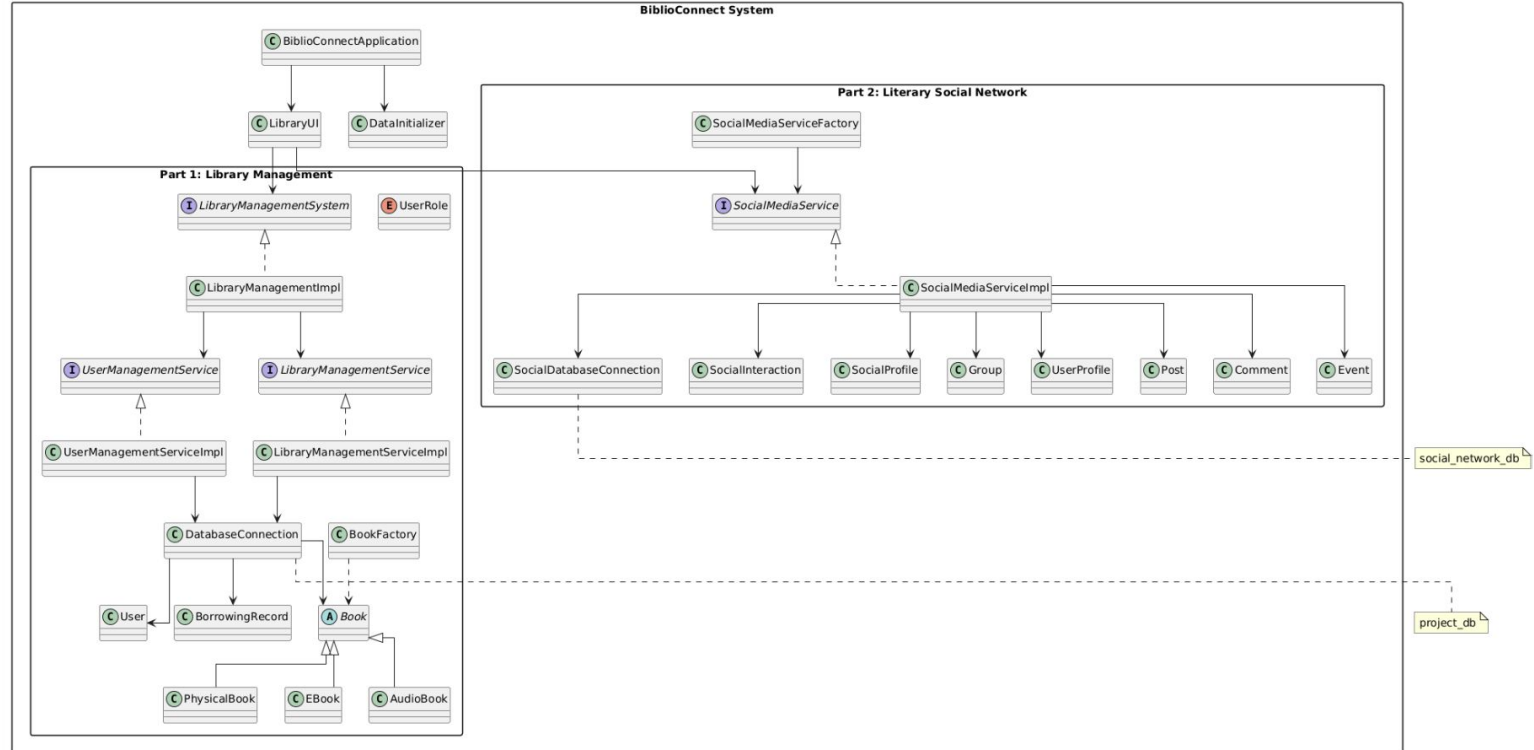 BiblioConnect System
C BiblioConnectApplication
Part 2: Literary Social Network
C LibraryUI
C DataInitializer
C SocialMediaServiceFactory
Part 1: Library Management
I LibraryManagementSystem
E UserRole
I SocialMediaService
C LibraryManagementImpl
C SocialMediaServiceImpl
I UserManagementService
I LibraryManagementService
C SocialDatabaseConnection
C SocialInteraction
C SocialProfile
C Group
C UserProfile
C Post
C Comment
C Event
C UserManagementServiceImpl
C LibraryManagementServiceImpl
social_network_db
C DatabaseConnection
C BookFactory
C User
C BorrowingRecord
A Book
project_db
C PhysicalBook
C EBook
C AudioBook